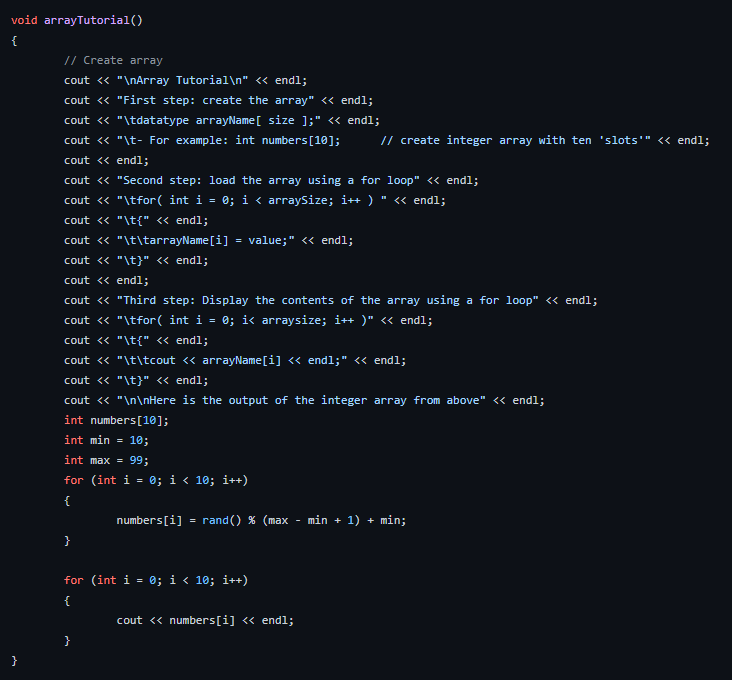 void arrayTutorial()
{
        // Create array
        cout << "\nArray Tutorial\n" << endl;
        cout << "First step: create the array" << endl;
        cout << "\tdatatype arrayName[ size ];" << endl;
        cout << "\t- For example: int numbers[10];      // create integer array with ten 'slots'" << endl;
        cout << endl;
        cout << "Second step: load the array using a for loop" << endl;
        cout << "\tfor( int i = 0; i < arraySize; i++ ) " << endl;
        cout << "\t{" << endl;
        cout << "\t\tarrayName[i] = value;" << endl;
        cout << "\t}" << endl;
        cout << endl;
        cout << "Third step: Display the contents of the array using a for loop" << endl;
        cout << "\tfor( int i = 0; i< arraysize; i++ )" << endl;
        cout << "\t{" << endl;
        cout << "\t\tcout << arrayName[i] << endl;" << endl;
        cout << "\t}" << endl;
        cout << "\n\nHere is the output of the integer array from above" << endl;
        int numbers[10];
        int min = 10;
        int max = 99;
        for (int i = 0; i < 10; i++)
        {
                numbers[i] = rand() % (max - min + 1) + min;
        }

        for (int i = 0; i < 10; i++)
        {
                cout << numbers[i] << endl;
        }
}